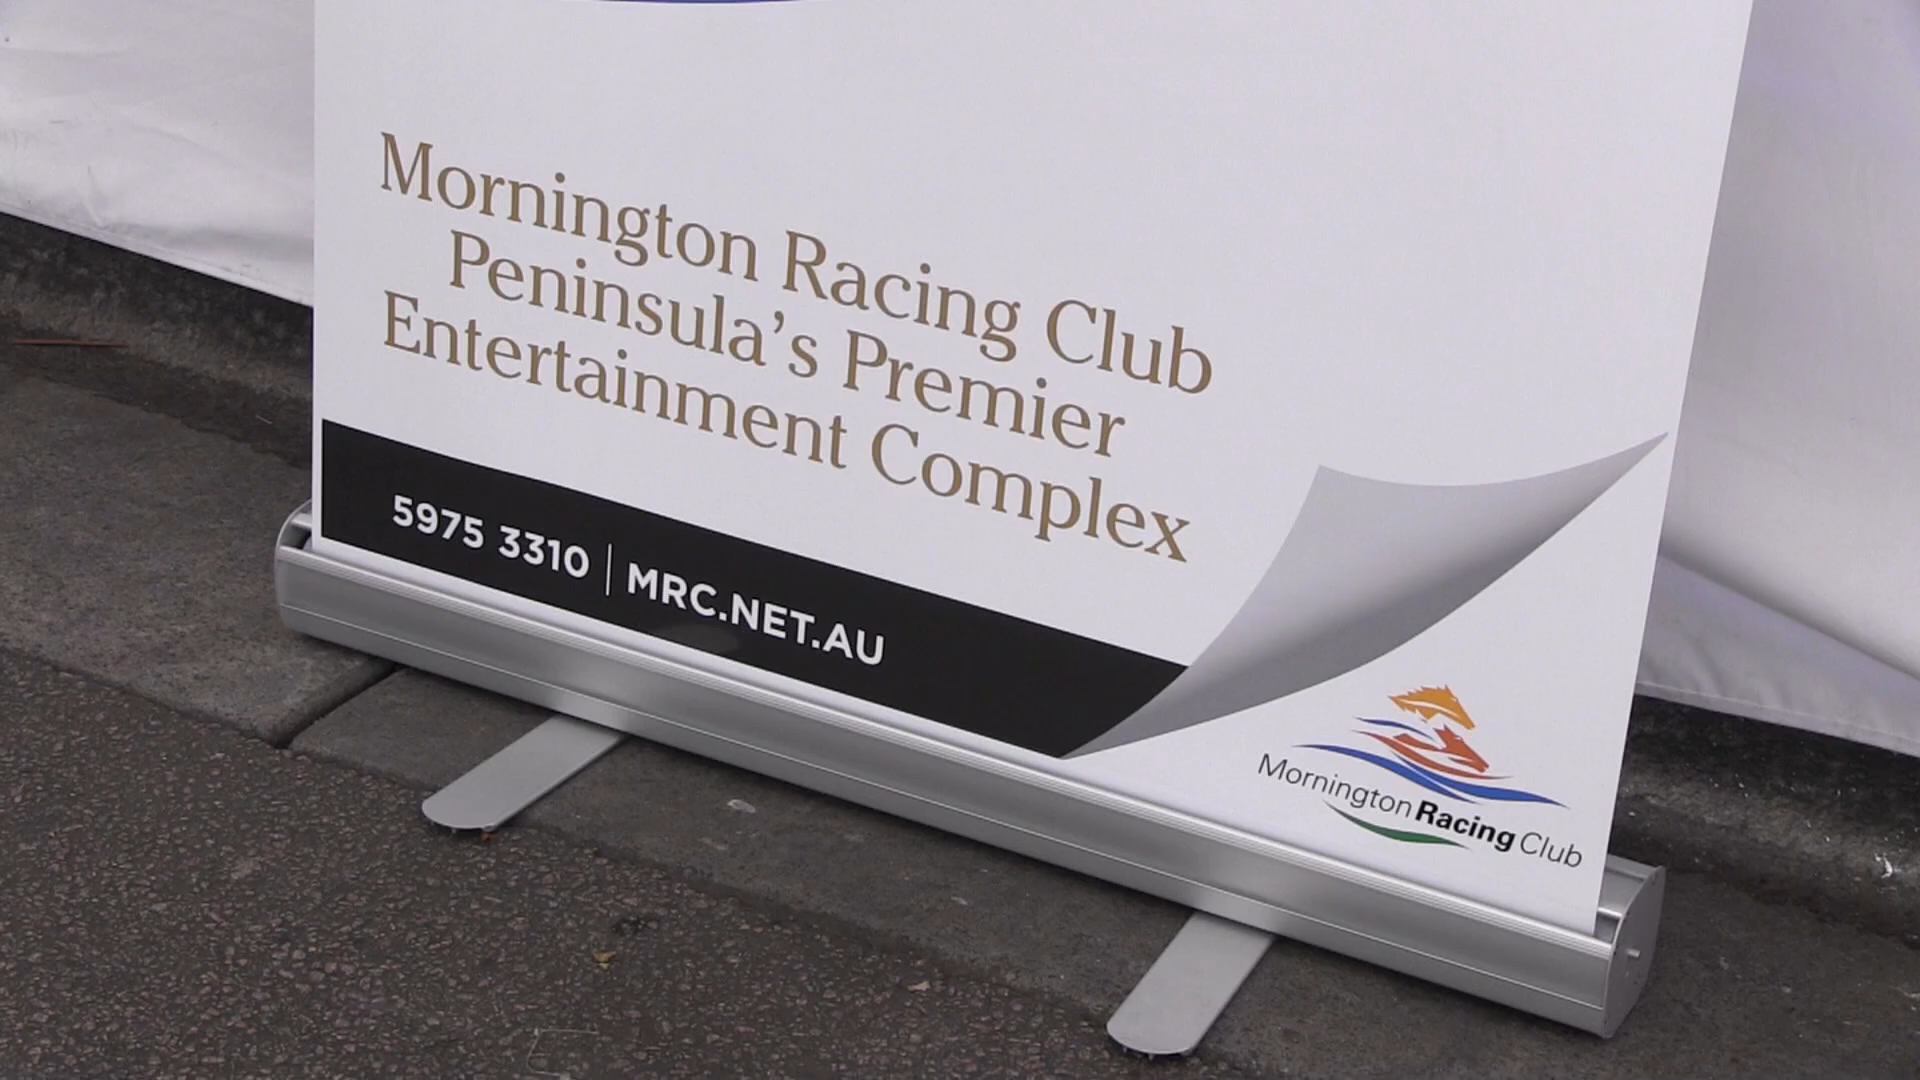 Mornington Racing Club
Peninsula's Premier
Entertainment Complex
5975 3310 | MRC.NET.AU
Mornington Racing Club